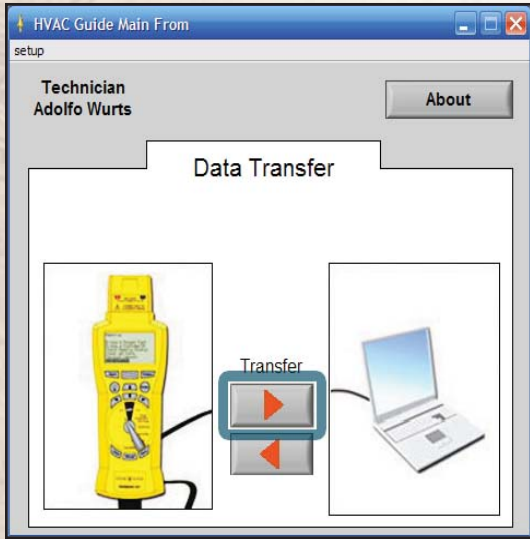 HVAC Guide Main From
setup
Technician
Adolfo Wurts
About
Data Transfer
Transfer